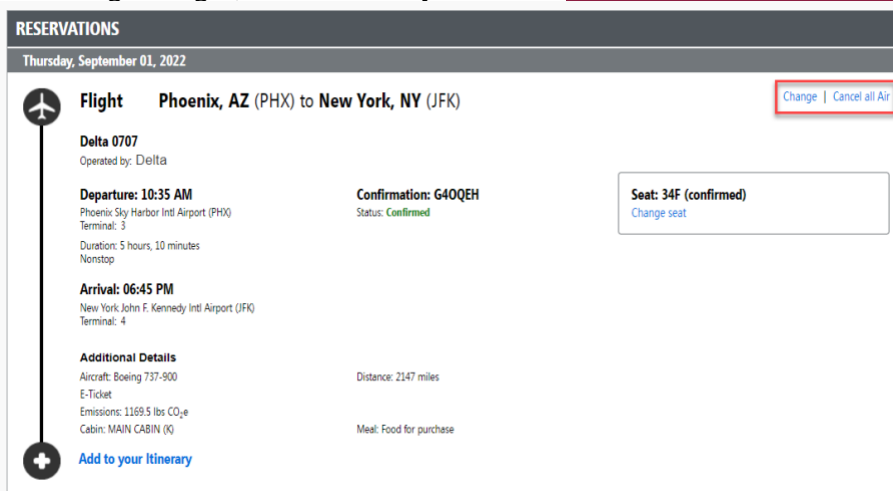 RESERVATIONS
Thursday, September 01, 2022
Flight Phoenix, AZ (PHX) to New York, NY (JFK)
Change | Cancel all Air
Delta 0707
Operated by: Delta
Departure: 10:35 AM
Phoenix Sky Harbor Intl Airport (PHX)
Terminal: 3
Duration: 5 hours, 10 minutes
Nonstop
Confirmation: G4OQEH
Status: Confirmed
Seat: 34F (confirmed)
Change seat
Arrival: 06:45 PM
New York John F. Kennedy Intl Airport (JFK)
Terminal: 4
Additional Details
Aircraft: Boeing 737-900
Distance: 2147 miles
E-Ticket
Emissions: 1169.5 lbs CO₂e
Cabin: MAIN CABIN (K)
Meal: Food for purchase
Add to your Itinerary